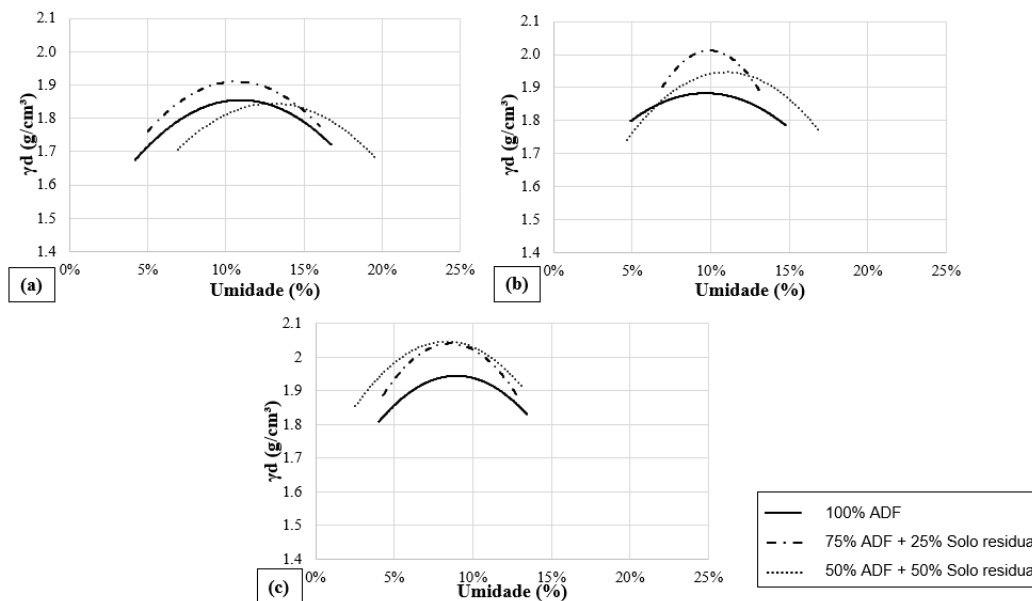 2.1
2.0
1.9
1.8
1.7
1.6
1.5
1.4
γd (g/cm³)
0% 5% 10% 15% 20% 25%
Umidade (%)
(a)
2.1
2.0
1.9
1.8
1.7
1.6
1.5
1.4
γd (g/cm³)
0% 5% 10% 15% 20% 25%
Umidade (%)
(b)
2.1
2
1.9
1.8
1.7
1.6
1.5
1.4
γd (g/cm³)
0% 5% 10% 15% 20% 25%
Umidade (%)
(c)
100% ADF
75% ADF + 25% Solo residua
50% ADF + 50% Solo residua